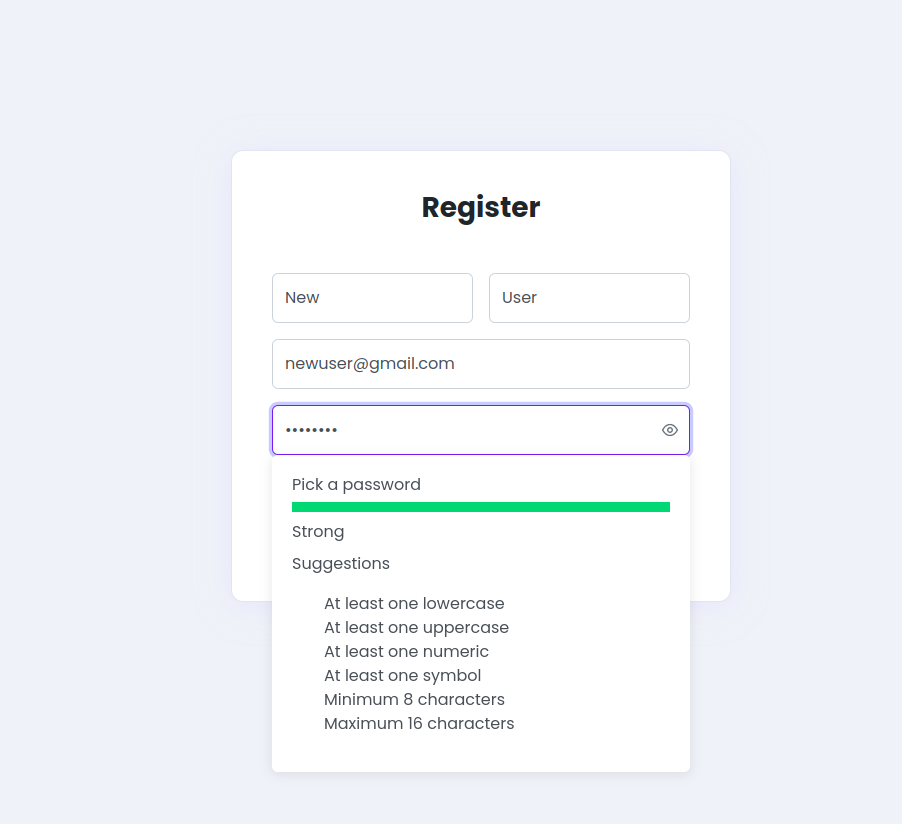 Register
New User
newuser@gmail.com
••••••••
Pick a password
Strong
Suggestions
At least one lowercase
At least one uppercase
At least one numeric
At least one symbol
Minimum 8 characters
Maximum 16 characters